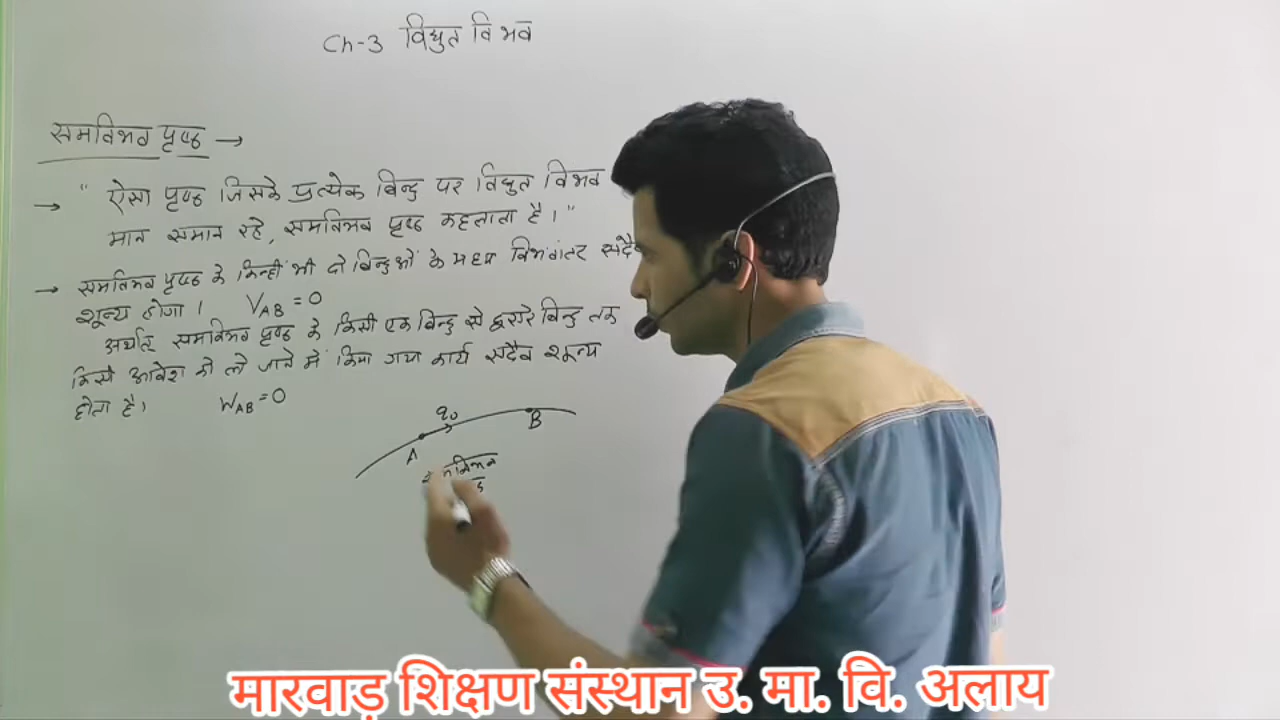 Ch-3 विद्युत विभव
समविभव पृष्ठ →
→ " ऐसा पृष्ठ जिसके प्रत्येक बिन्दु पर विद्युत विभव
मान समान रहे, समविभव पृष्ठ कहलाता है।"
→ समविभव पृष्ठ के किन्हीं भी दो बिन्दुओं के मध्य विभवांतर सदैव
शून्य होगा। V_AB = 0
अर्थात् समविभव पृष्ठ के किसी एक बिन्दु से दूसरे बिन्दु तक
किसी आवेश को ले जाने में किया गया कार्य सदैव शून्य
होता है। W_AB = 0
q₀
A B
मारवाड़ शिक्षण संस्थान उ. मा. वि. अलाय